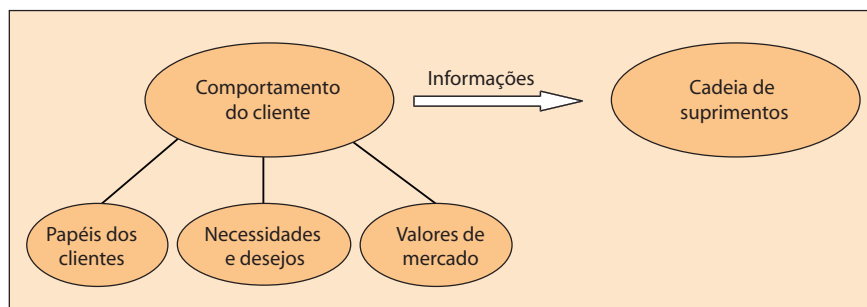 Comportamento
do cliente
Informações
Cadeia de
suprimentos
Papéis dos
clientes
Necessidades
e desejos
Valores de
mercado